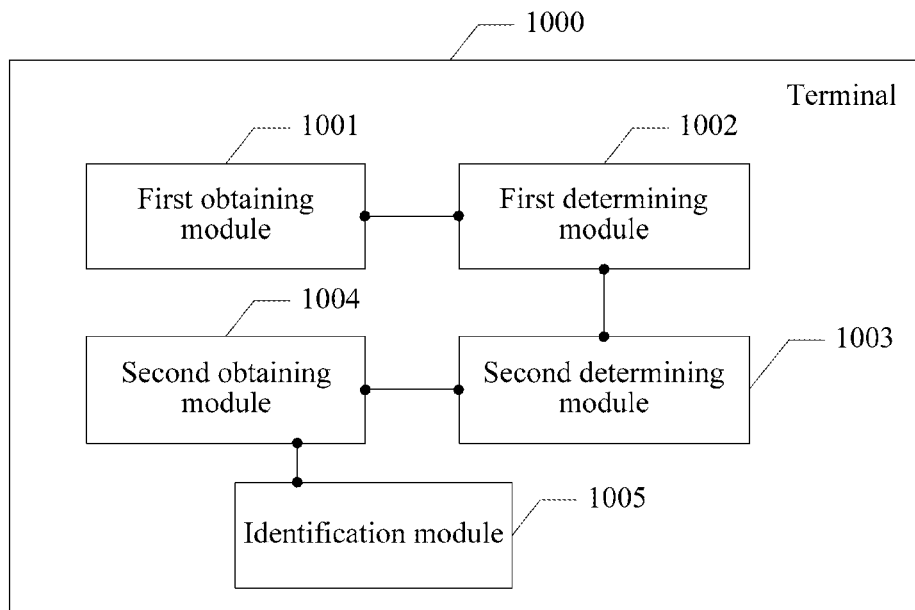 1000
Terminal
1001
1002
First obtaining
module
First determining
module
1004
1003
Second obtaining
module
Second determining
module
1005
Identification module